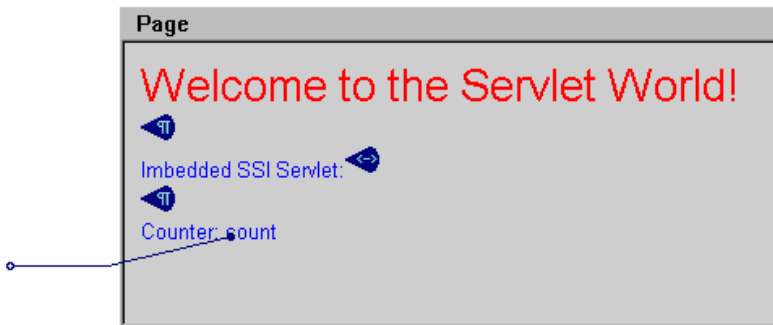 Page
Welcome to the Servlet World!
¶
Imbedded SSI Servlet: <->
¶
Counter: count